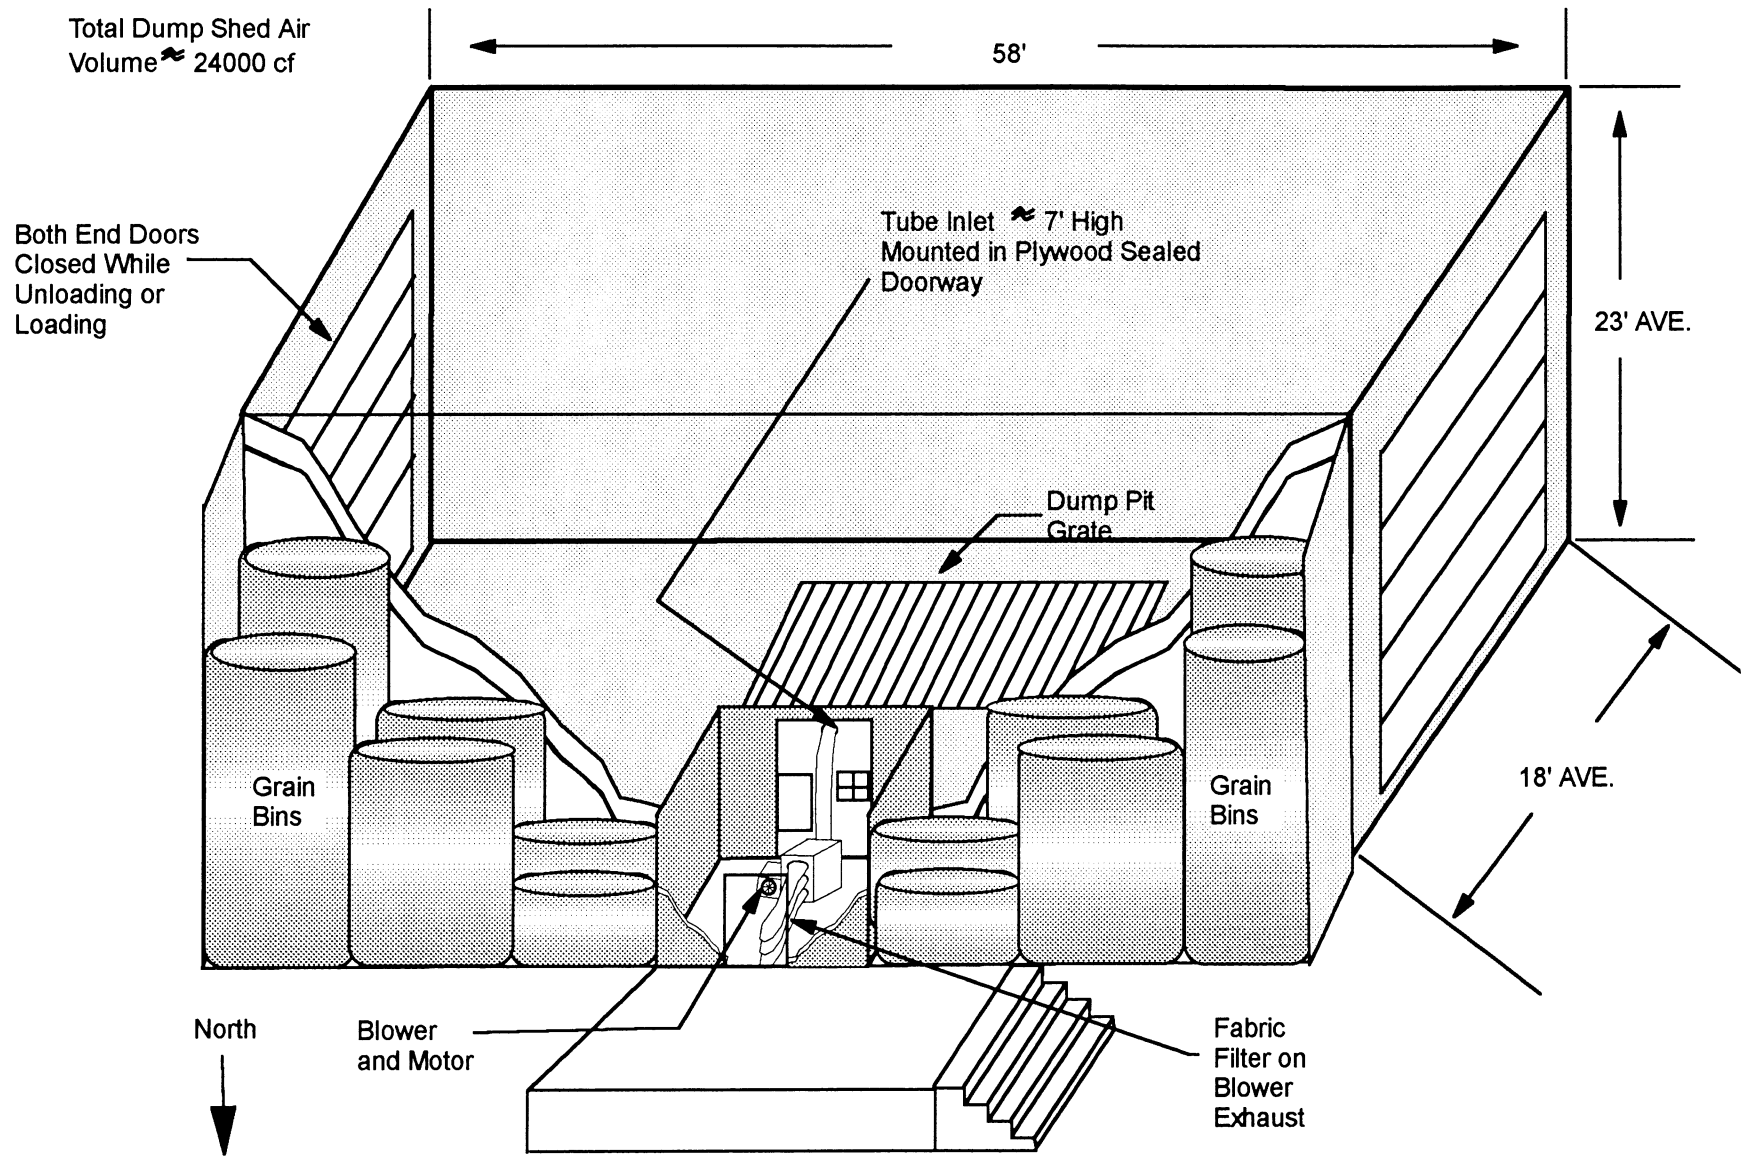 Total Dump Shed Air
Volume ≈ 24000 cf
58'
Both End Doors
Closed While
Unloading or
Loading
Tube Inlet ≈ 7' High
Mounted in Plywood Sealed
Doorway
23' AVE.
Dump Pit
Grate
Grain
Bins
Grain
Bins
18' AVE.
North
Blower
and Motor
Fabric
Filter on
Blower
Exhaust